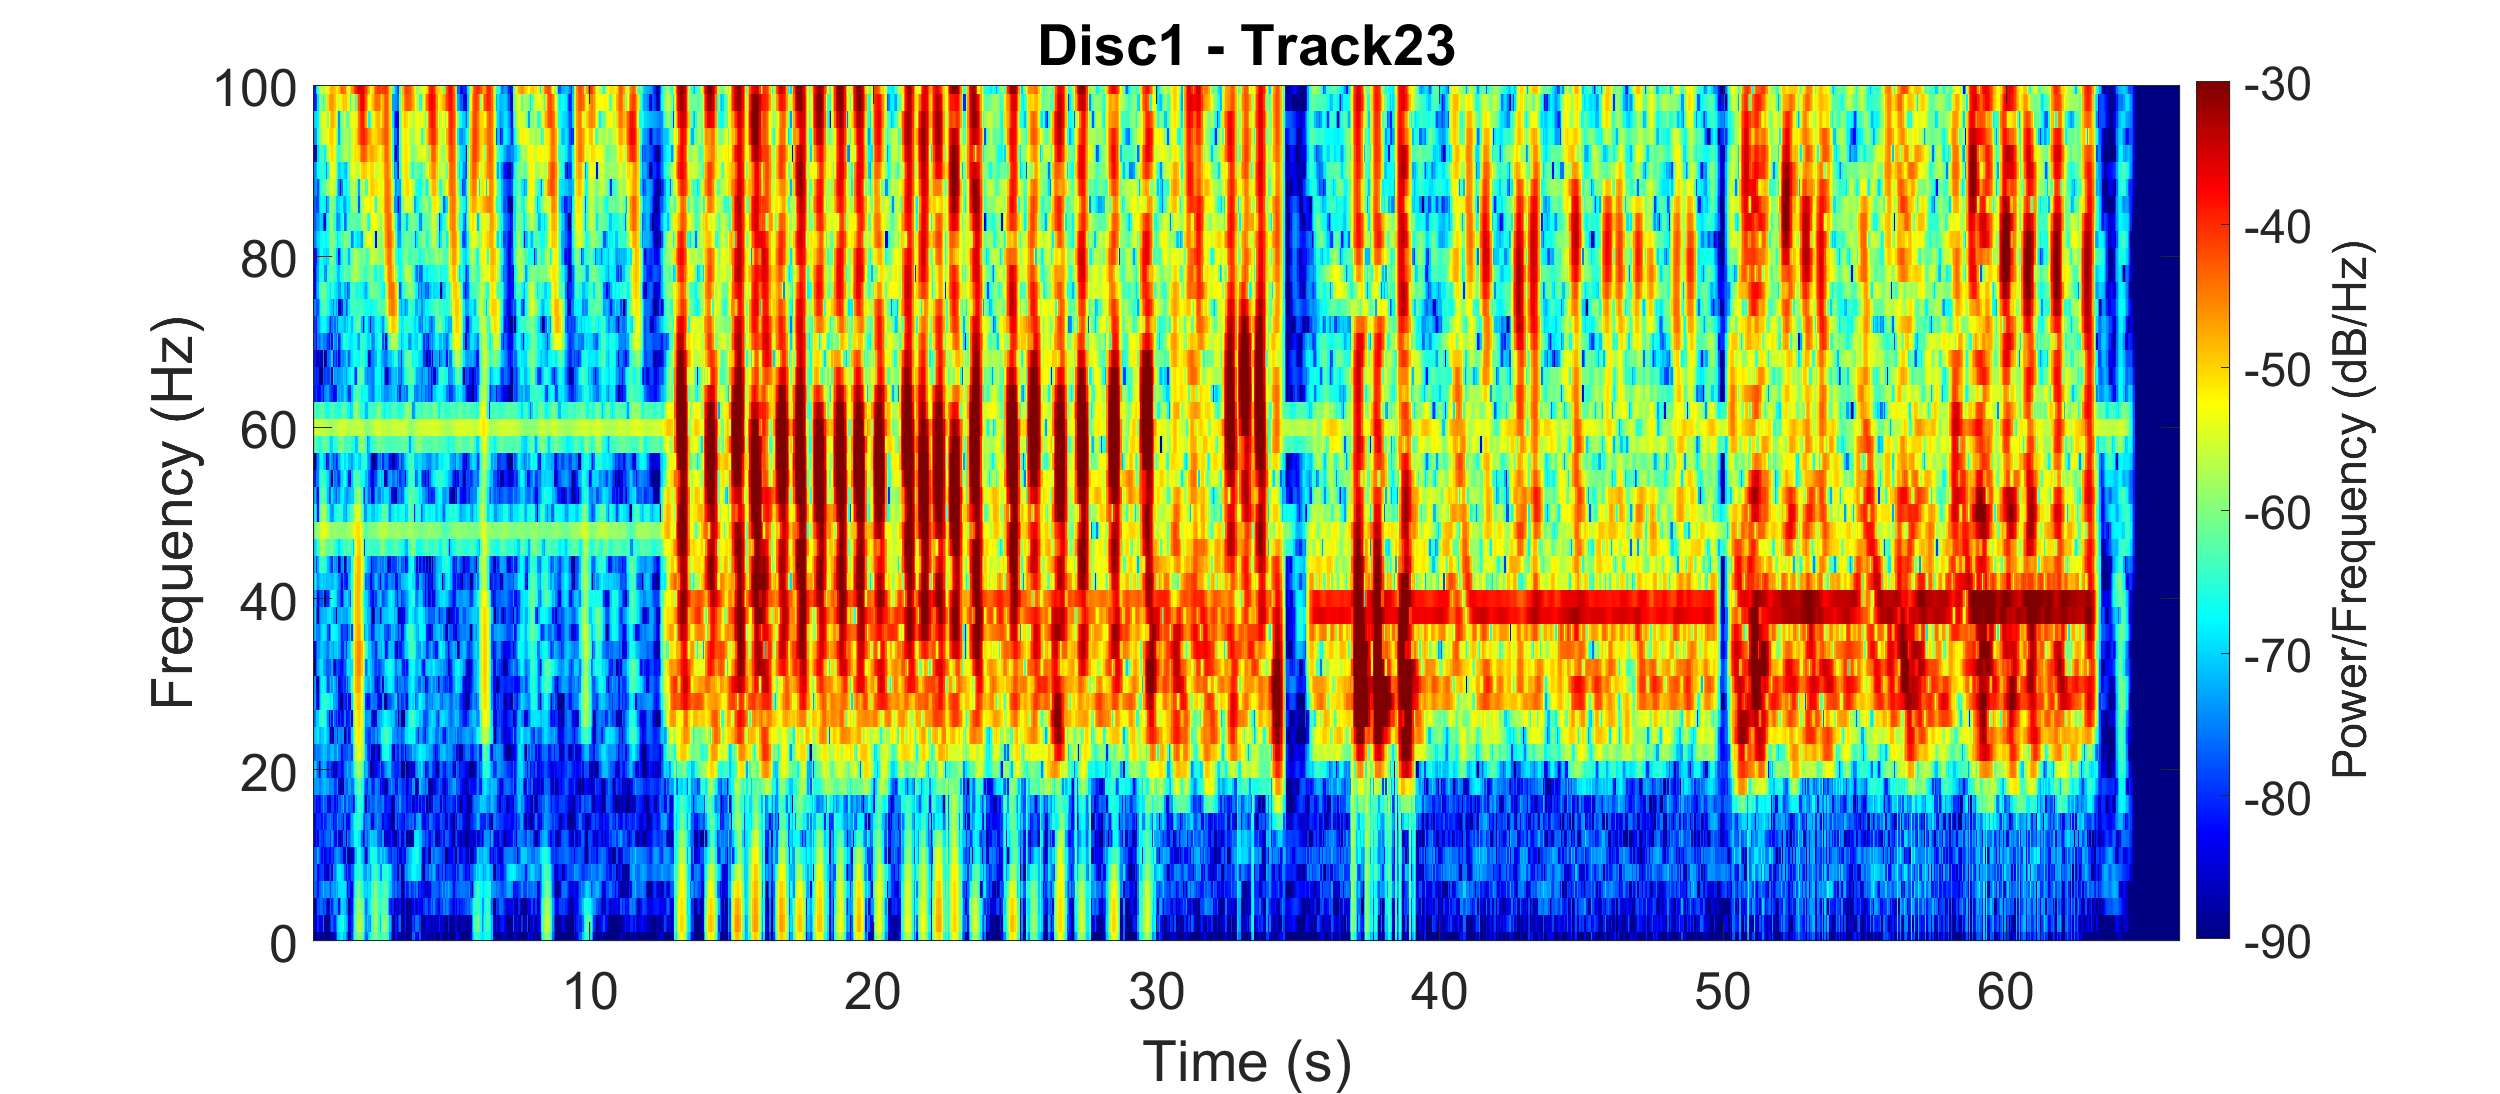 Disc1 - Track23
Frequency (Hz)
100
80
60
40
20
0
10 20 30 40 50 60
Time (s)
-30
-40
-50
-60
-70
-80
-90
Power/Frequency (dB/Hz)